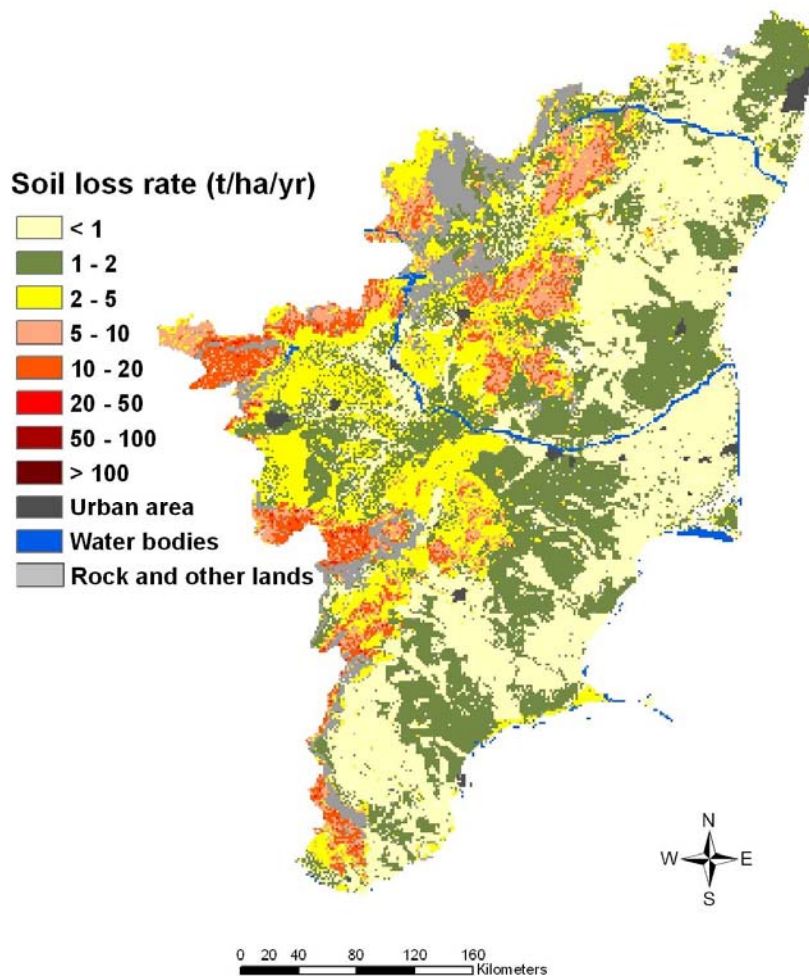 Soil loss rate (t/ha/yr)
< 1
1 - 2
2 - 5
5 - 10
10 - 20
20 - 50
50 - 100
> 100
Urban area
Water bodies
Rock and other lands
N
W E
S
0 20 40 80 120 160
Kilometers